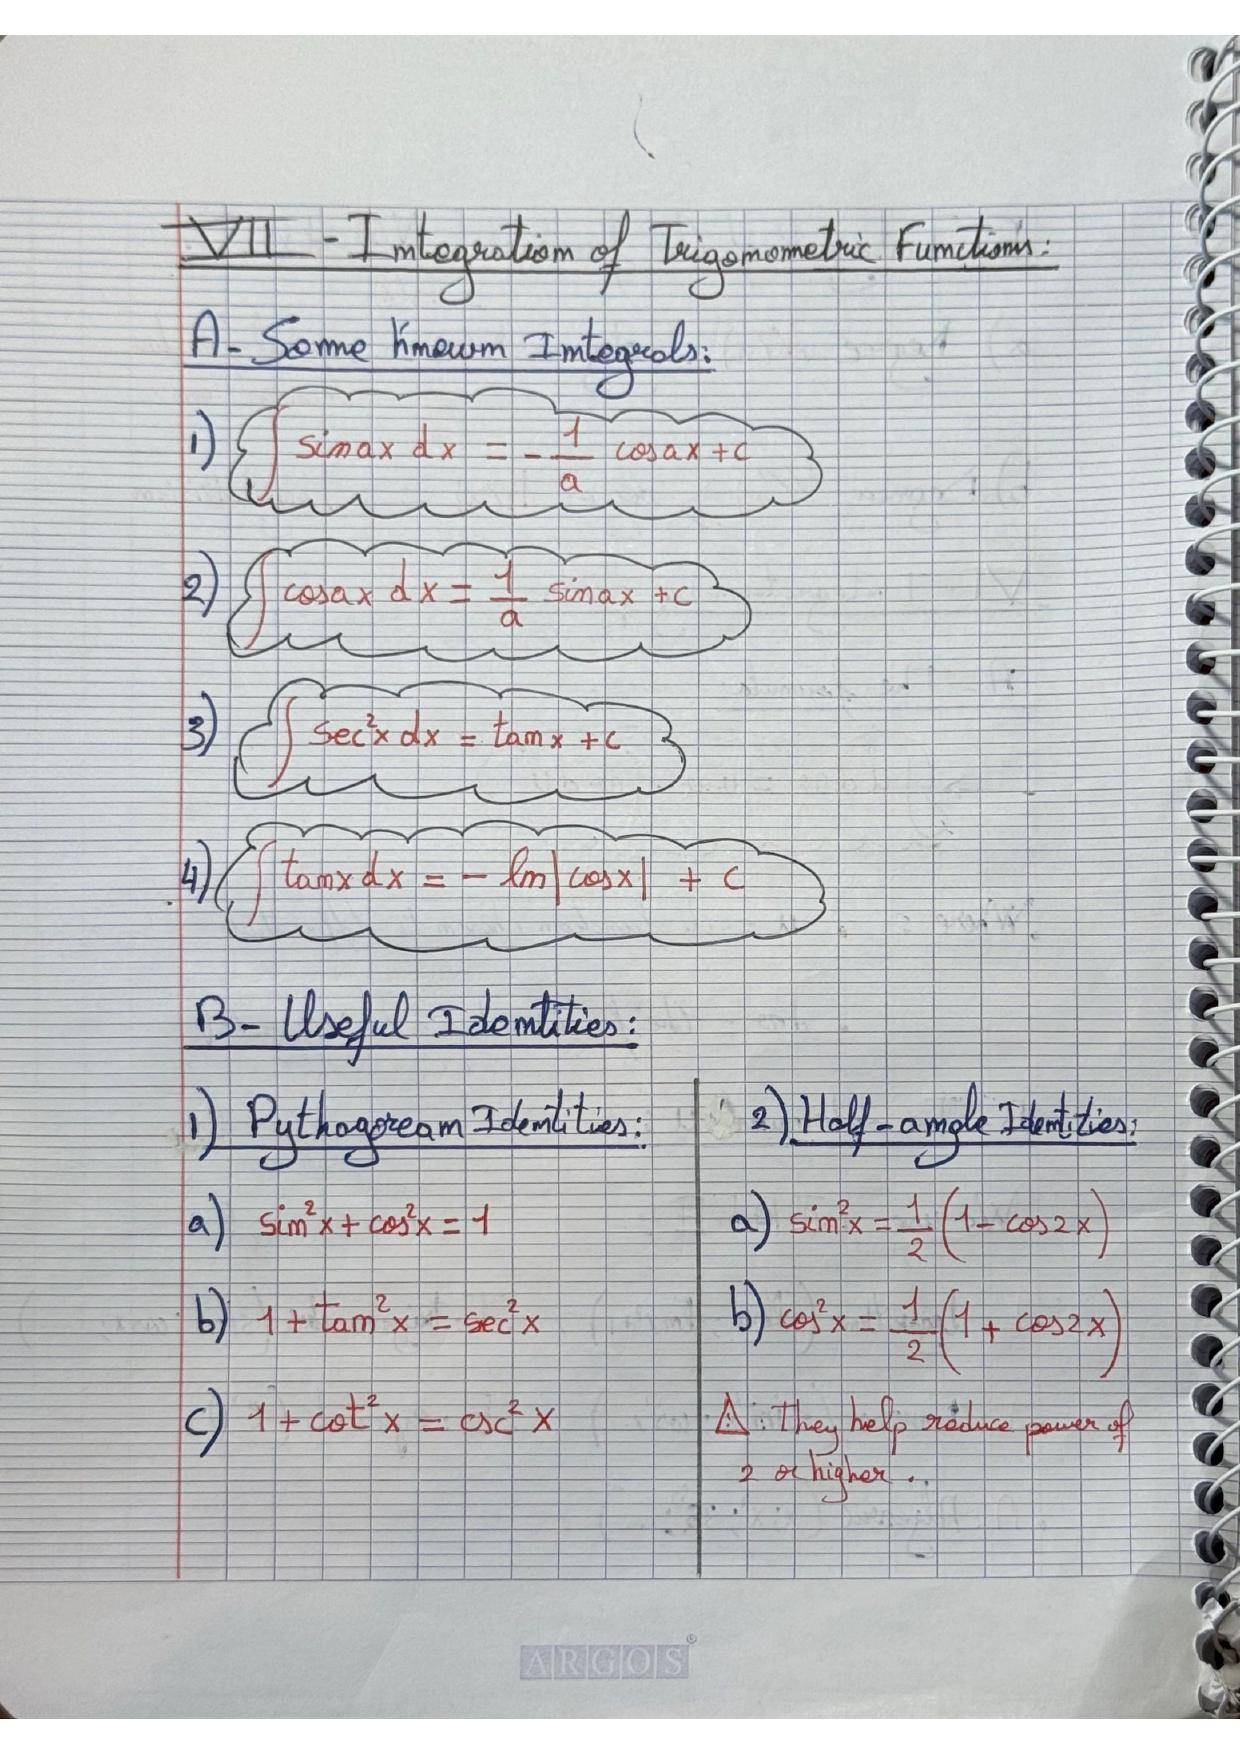 VII - Integration of Trigonometric Functions:
A- Some known Integrals:
1) ∫ sin ax dx = - 1/a cos ax + c
2) ∫ cos ax dx = 1/a sin ax + c
3) ∫ sec²x dx = tan x + c
4) ∫ tan x dx = - ln|cos x| + c
B- Useful Identities:
1) Pythagorean Identities:
a) sin²x + cos²x = 1
b) 1 + tan²x = sec²x
c) 1 + cot²x = csc²x
2) Half-angle Identities:
a) sin²x = 1/2 (1 - cos 2x)
b) cos²x = 1/2 (1 + cos 2x)
⚠: They help reduce power of
2 or higher..
ARGOS®